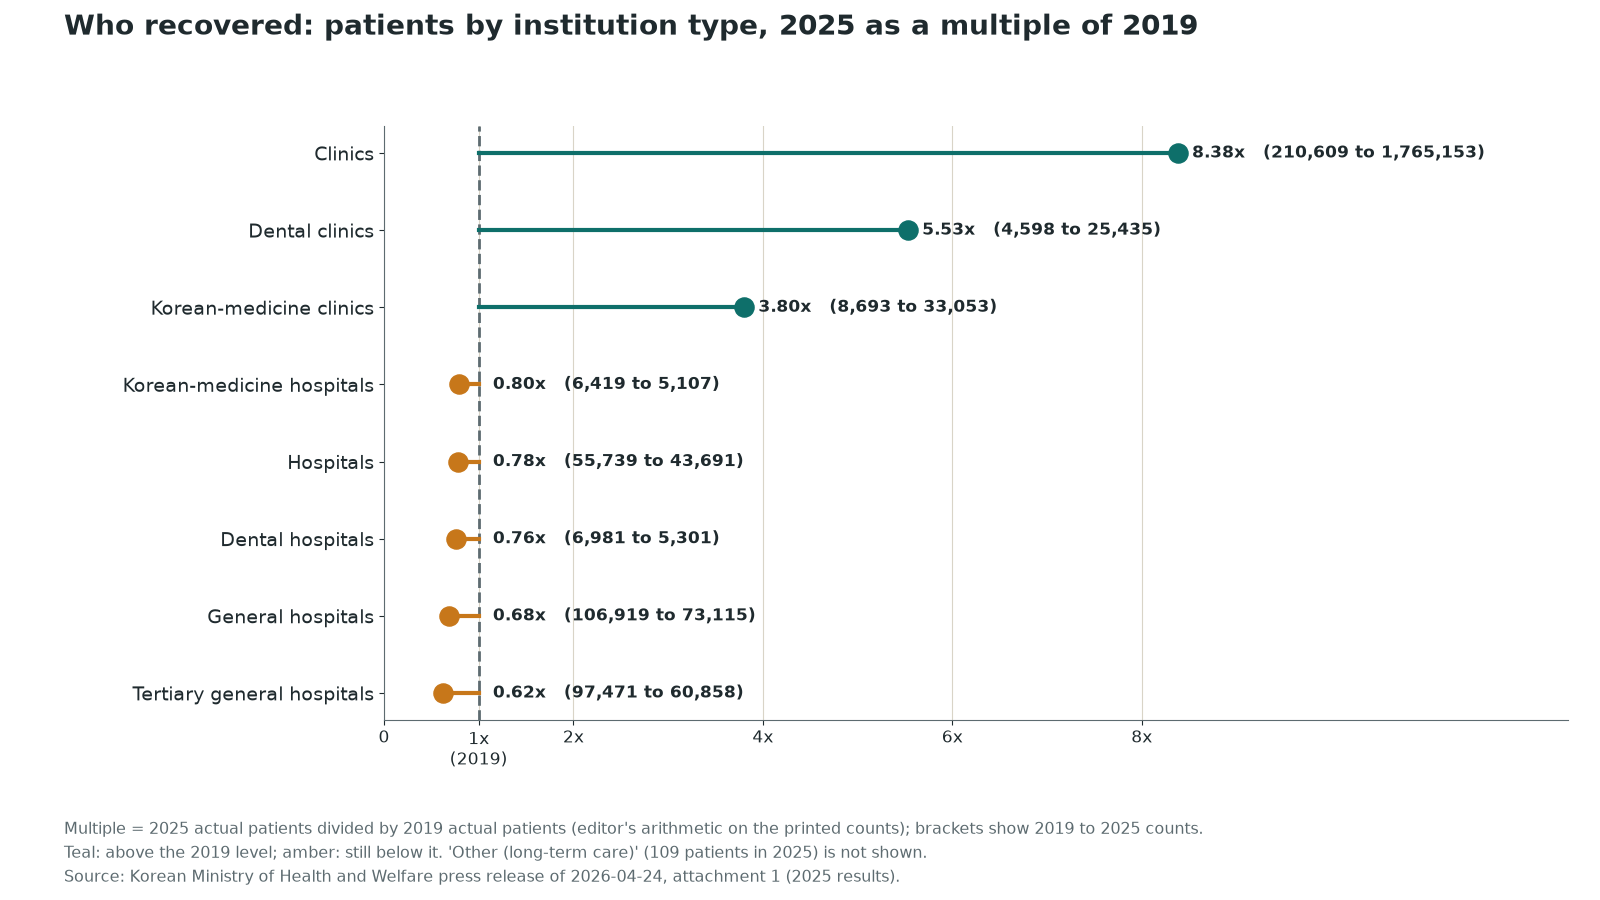 Who recovered: patients by institution type, 2025 as a multiple of 2019
Clinics 8.38x (210,609 to 1,765,153)
Dental clinics 5.53x (4,598 to 25,435)
Korean-medicine clinics 3.80x (8,693 to 33,053)
Korean-medicine hospitals 0.80x (6,419 to 5,107)
Hospitals 0.78x (55,739 to 43,691)
Dental hospitals 0.76x (6,981 to 5,301)
General hospitals 0.68x (106,919 to 73,115)
Tertiary general hospitals 0.62x (97,471 to 60,858)
0 1x 2x 4x 6x 8x
(2019)
Multiple = 2025 actual patients divided by 2019 actual patients (editor's arithmetic on the printed counts); brackets show 2019 to 2025 counts.
Teal: above the 2019 level; amber: still below it. 'Other (long-term care)' (109 patients in 2025) is not shown.
Source: Korean Ministry of Health and Welfare press release of 2026-04-24, attachment 1 (2025 results).